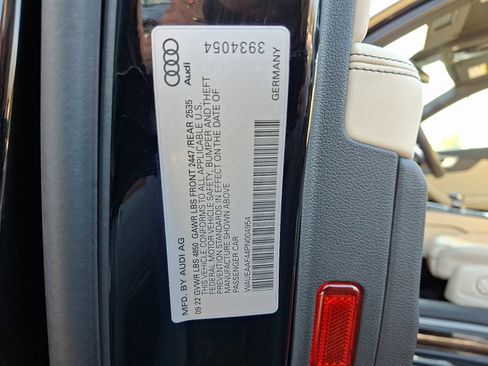 3934054
Audi
GERMANY
MFD. BY AUDI AG
09 22 GVWR LBS 4850 GAWR LBS FRONT 2447 / REAR 2535
THIS VEHICLE CONFORMS TO ALL APPLICABLE U.S.
FEDERAL MOTOR VEHICLE SAFETY, BUMPER AND THEFT
PREVENTION STANDARDS IN EFFECT ON THE DATE OF
MANUFACTURE SHOWN ABOVE
PASSENGER CAR
WAUEAAF44PN004954